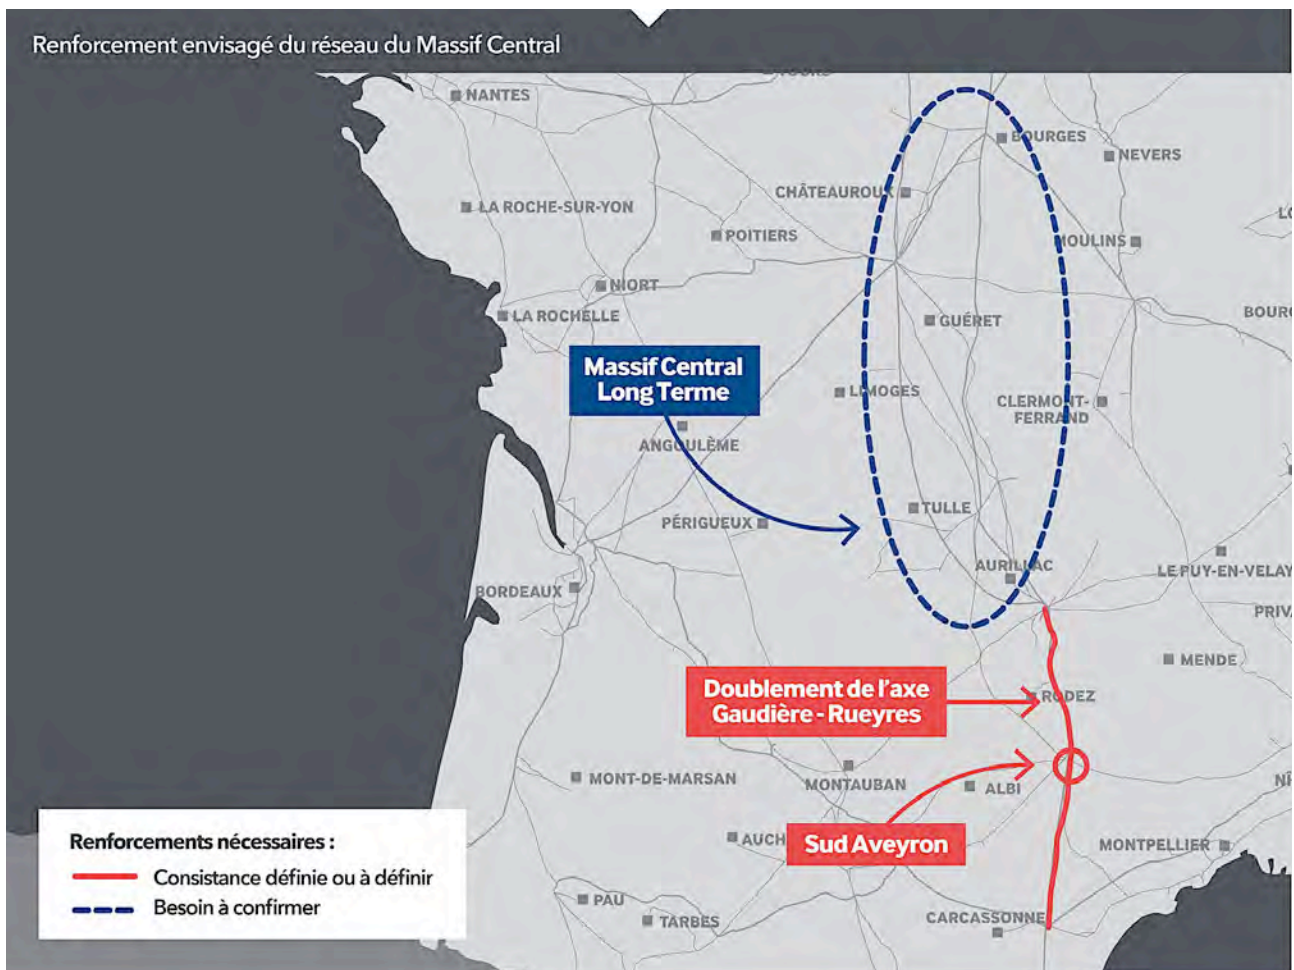 Renforcement envisagé du réseau du Massif Central
NANTES
BOURGES
NEVERS
CHÂTEAUROUX
LA ROCHE-SUR-YON
POITIERS
MOULINS
NIORT
LA ROCHELLE
GUÉRET
Massif Central
Long Terme
LIMOGES
CLERMONT-
FERRAND
ANGOULÊME
TULLE
PÉRIGUEUX
AURILLAC
LE PUY-EN-VELAY
BORDEAUX
MENDE
Doublement de l'axe
Gaudière - Rueyres
RODEZ
MONT-DE-MARSAN
MONTAUBAN
ALBI
Sud Aveyron
AUCH
MONTPELLIER
Renforcements nécessaires :
Consistance définie ou à définir
Besoin à confirmer
PAU
TARBES
CARCASSONNE